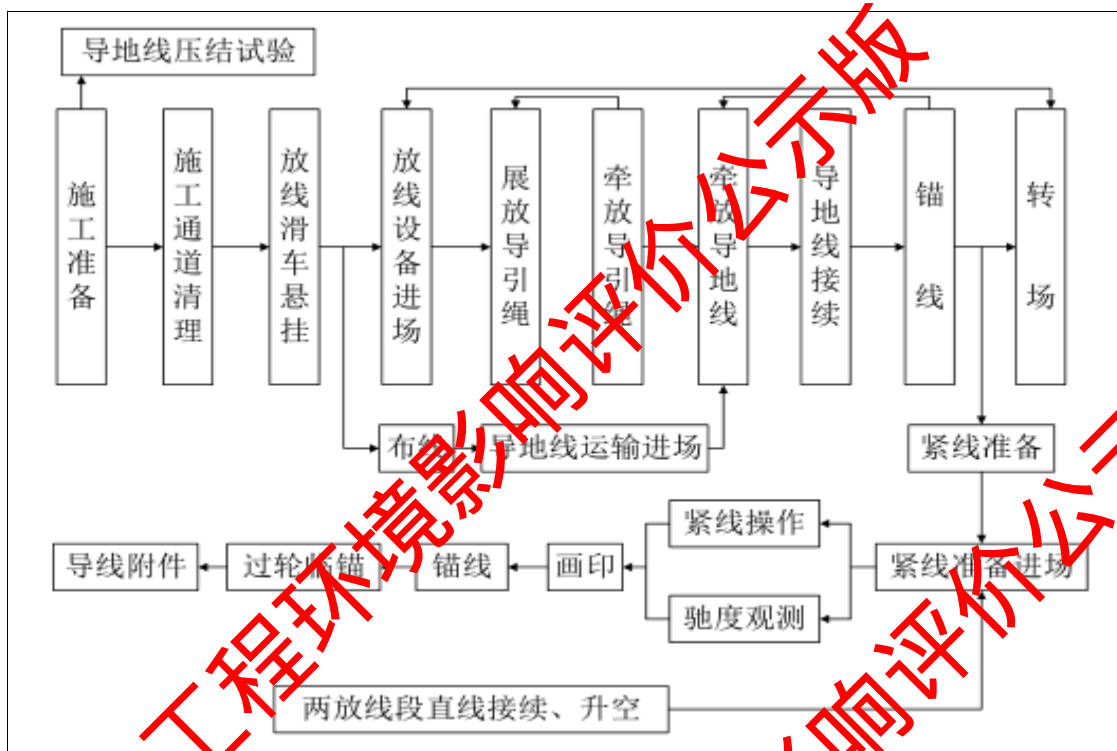 导地线压结试验
施工准备
施工通道清理
放线滑车悬挂
放线设备进场
展放导引绳
牵放导引绳
牵放导地线
导地线接续
锚线
转场
布线
导地线运输进场
紧线准备
紧线操作
导线附件
过轮临锚
锚线
画印
紧线准备进场
驰度观测
两放线段直线接续、升空
工程环境影响评价公示版
影响评价公示